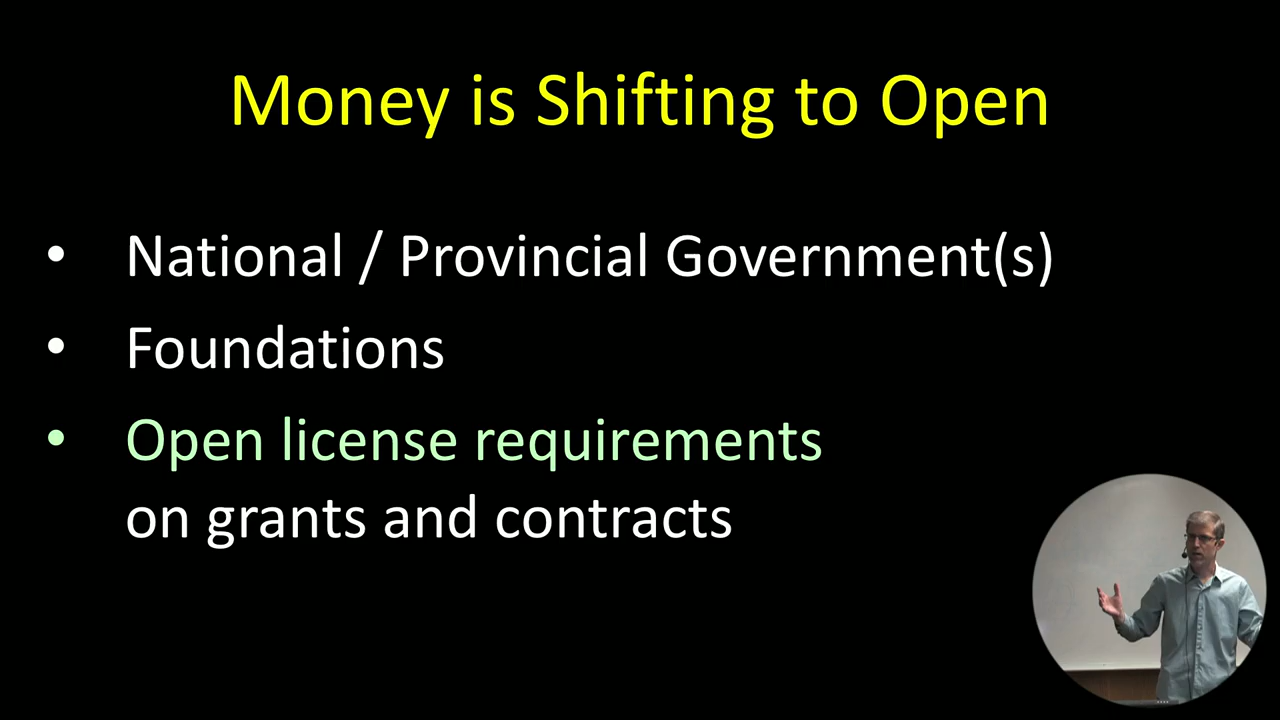 Money is Shifting to Open
• National / Provincial Government(s)
• Foundations
• Open license requirements
on grants and contracts